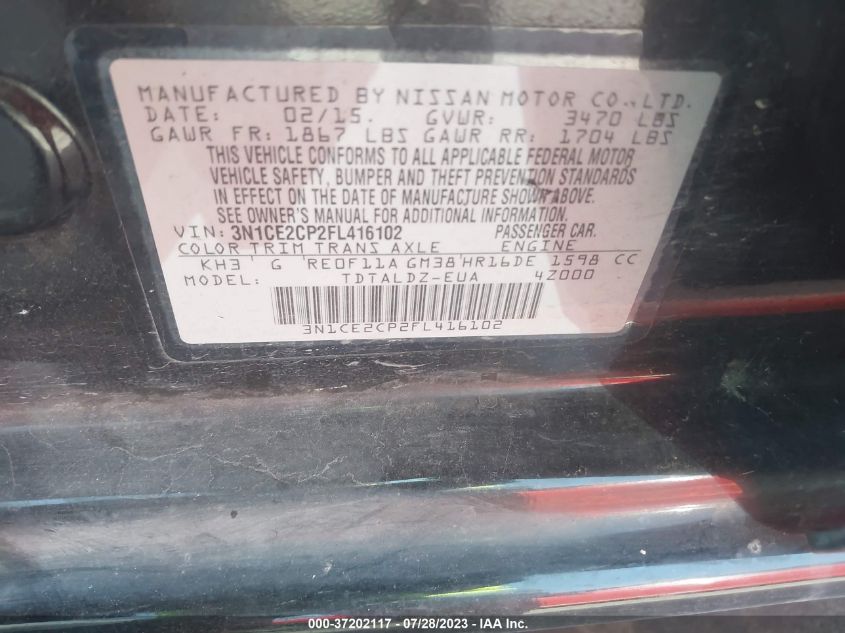 MANUFACTURED BY NISSAN MOTOR CO., LTD.
DATE: 02/15. GVWR: 3470 LBS
GAWR FR: 1867 LBS GAWR RR: 1704 LBS
THIS VEHICLE CONFORMS TO ALL APPLICABLE FEDERAL MOTOR
VEHICLE SAFETY, BUMPER AND THEFT PREVENTION STANDARDS
IN EFFECT ON THE DATE OF MANUFACTURE SHOWN ABOVE.
SEE OWNER'S MANUAL FOR ADDITIONAL INFORMATION.
VIN: 3N1CE2CP2FL416102 PASSENGER CAR.
COLOR TRIM TRANS AXLE ENGINE
KH3 G RE0F11A GM38 HR16DE 1598 CC
MODEL: TDTALDZ-EUA 4Z000
3N1CE2CP2FL416102
000-37202117 - 07/28/2023 - IAA Inc.